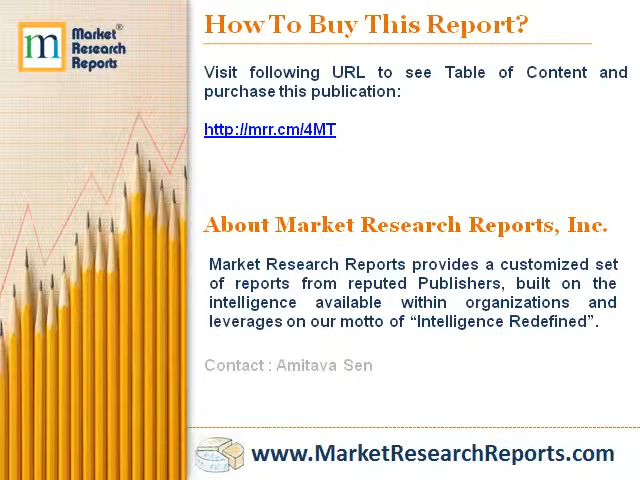 m
Market
Research
Reports
®
How To Buy This Report?
Visit following URL to see Table of Content and
purchase this publication:
http://mrr.cm/4MT
About Market Research Reports, Inc.
Market Research Reports provides a customized set
of reports from reputed Publishers, built on the
intelligence available within organizations and
leverages on our motto of “Intelligence Redefined”.
Contact : Amitava Sen
www.MarketResearchReports.com